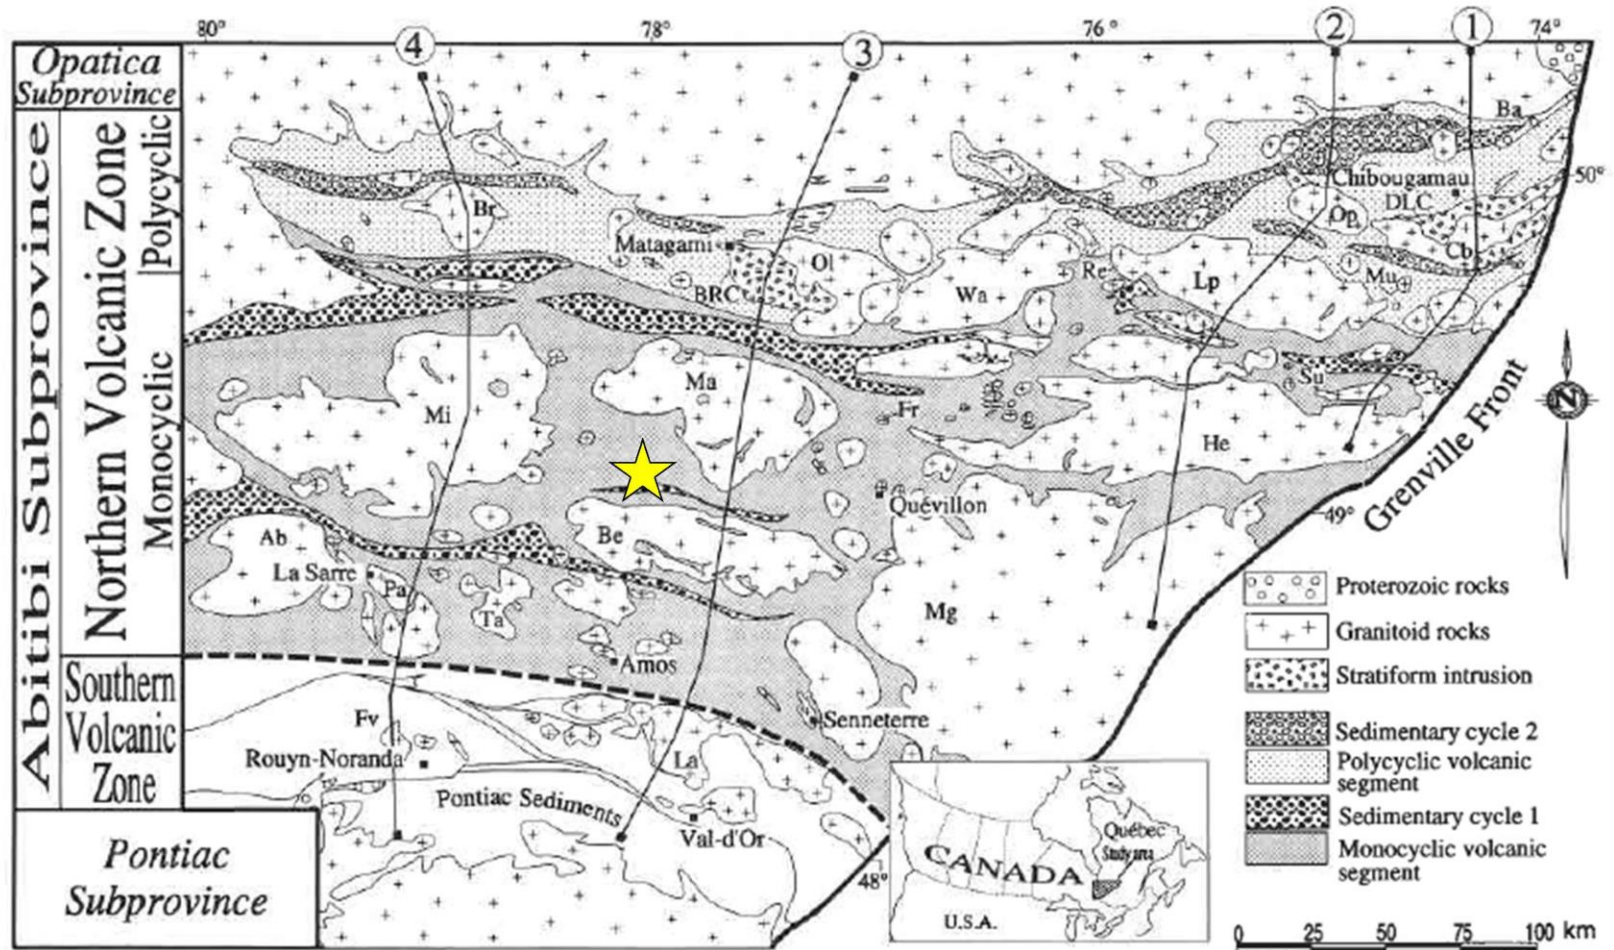 80°
78°
76°
74°
4
3
2
1
Opatica
Subprovince
Abitibi Subprovince
Northern Volcanic Zone
Polycyclic
Monocyclic
Southern
Volcanic
Zone
Pontiac
Subprovince
Ba
50°
Chibougamau
DLC
Br
Op
Matagami
Ol
Cb
BRC
Wa
Re
Lp
Mu
Ma
Su
Mi
Fr
He
Grenville Front
N
49°
Quévillon
Ab
Be
La Sarre
Pa
Ta
Mg
Amos
Senneterre
Fv
Rouyn-Noranda
La
Pontiac Sediments
Val-d'Or
48°
Proterozoic rocks
Granitoid rocks
Stratiform intrusion
Sedimentary cycle 2
Polycyclic volcanic
segment
Sedimentary cycle 1
Monocyclic volcanic
segment
Québec
Study area
CANADA
U.S.A.
0 25 50 75 100 km